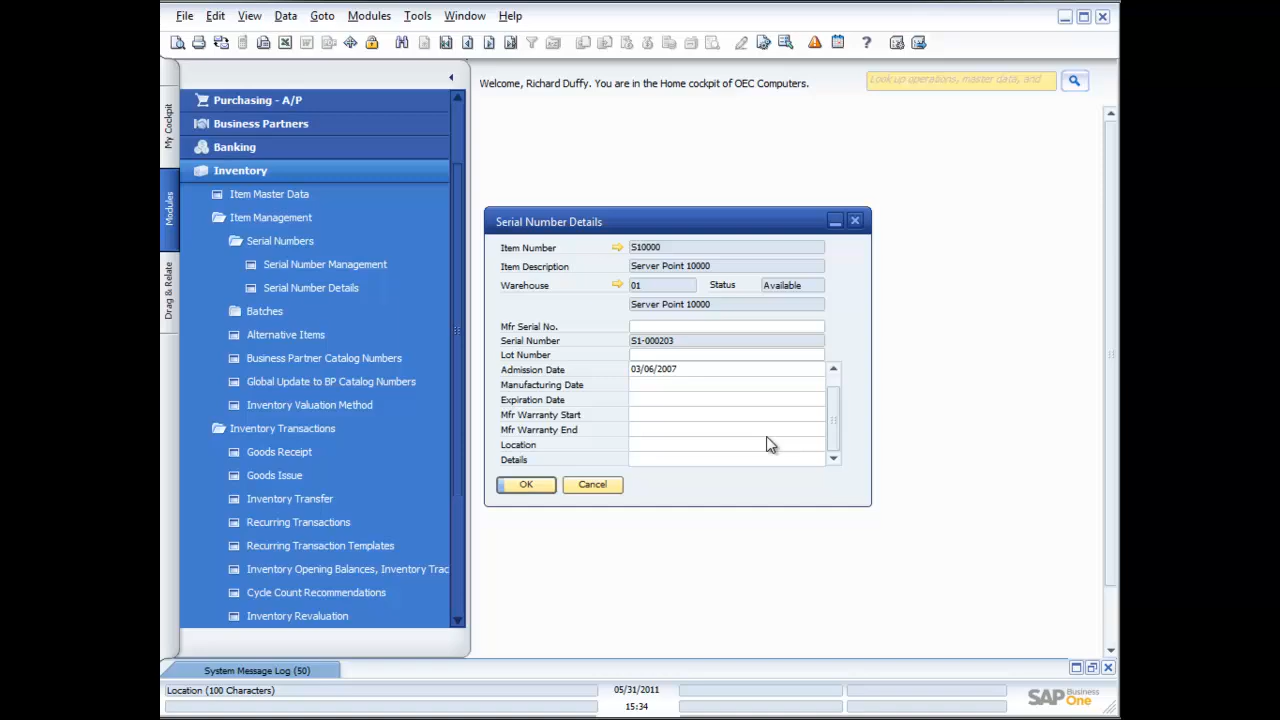 File Edit View Data Goto Modules Tools Window Help
Welcome, Richard Duffy. You are in the Home cockpit of OEC Computers.
Look up operations, master data, and
My Cockpit
Modules
Drag & Relate
Purchasing - A/P
Business Partners
Banking
Inventory
Item Master Data
Item Management
Serial Numbers
Serial Number Management
Serial Number Details
Batches
Alternative Items
Business Partner Catalog Numbers
Global Update to BP Catalog Numbers
Inventory Valuation Method
Inventory Transactions
Goods Receipt
Goods Issue
Inventory Transfer
Recurring Transactions
Recurring Transaction Templates
Inventory Opening Balances, Inventory Trac
Cycle Count Recommendations
Inventory Revaluation
Serial Number Details
Item Number S10000
Item Description Server Point 10000
Warehouse 01 Status Available
Server Point 10000
Mfr Serial No.
Serial Number S1-000203
Lot Number
Admission Date 03/06/2007
Manufacturing Date
Expiration Date
Mfr Warranty Start
Mfr Warranty End
Location
Details
OK Cancel
System Message Log (50)
Location (100 Characters) 05/31/2011
15:34
SAP Business One